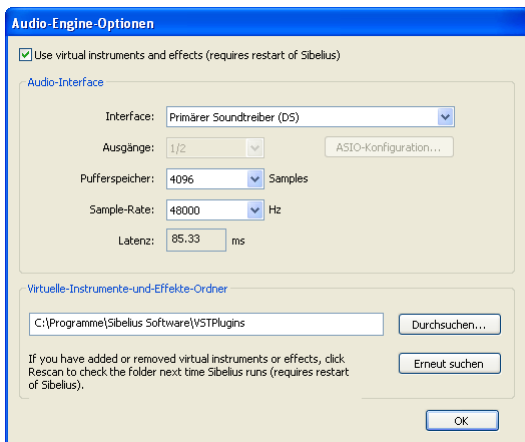 Audio-Engine-Optionen
Use virtual instruments and effects (requires restart of Sibelius)
Audio-Interface
Interface: Primärer Soundtreiber (DS)
Ausgänge: 1/2 ASIO-Konfiguration...
Pufferspeicher: 4096 Samples
Sample-Rate: 48000 Hz
Latenz: 85.33 ms
Virtuelle-Instrumente-und-Effekte-Ordner
C:\Programme\Sibelius Software\VSTPlugins Durchsuchen...
If you have added or removed virtual instruments or effects, click
Rescan to check the folder next time Sibelius runs (requires restart
of Sibelius).
Erneut suchen
OK